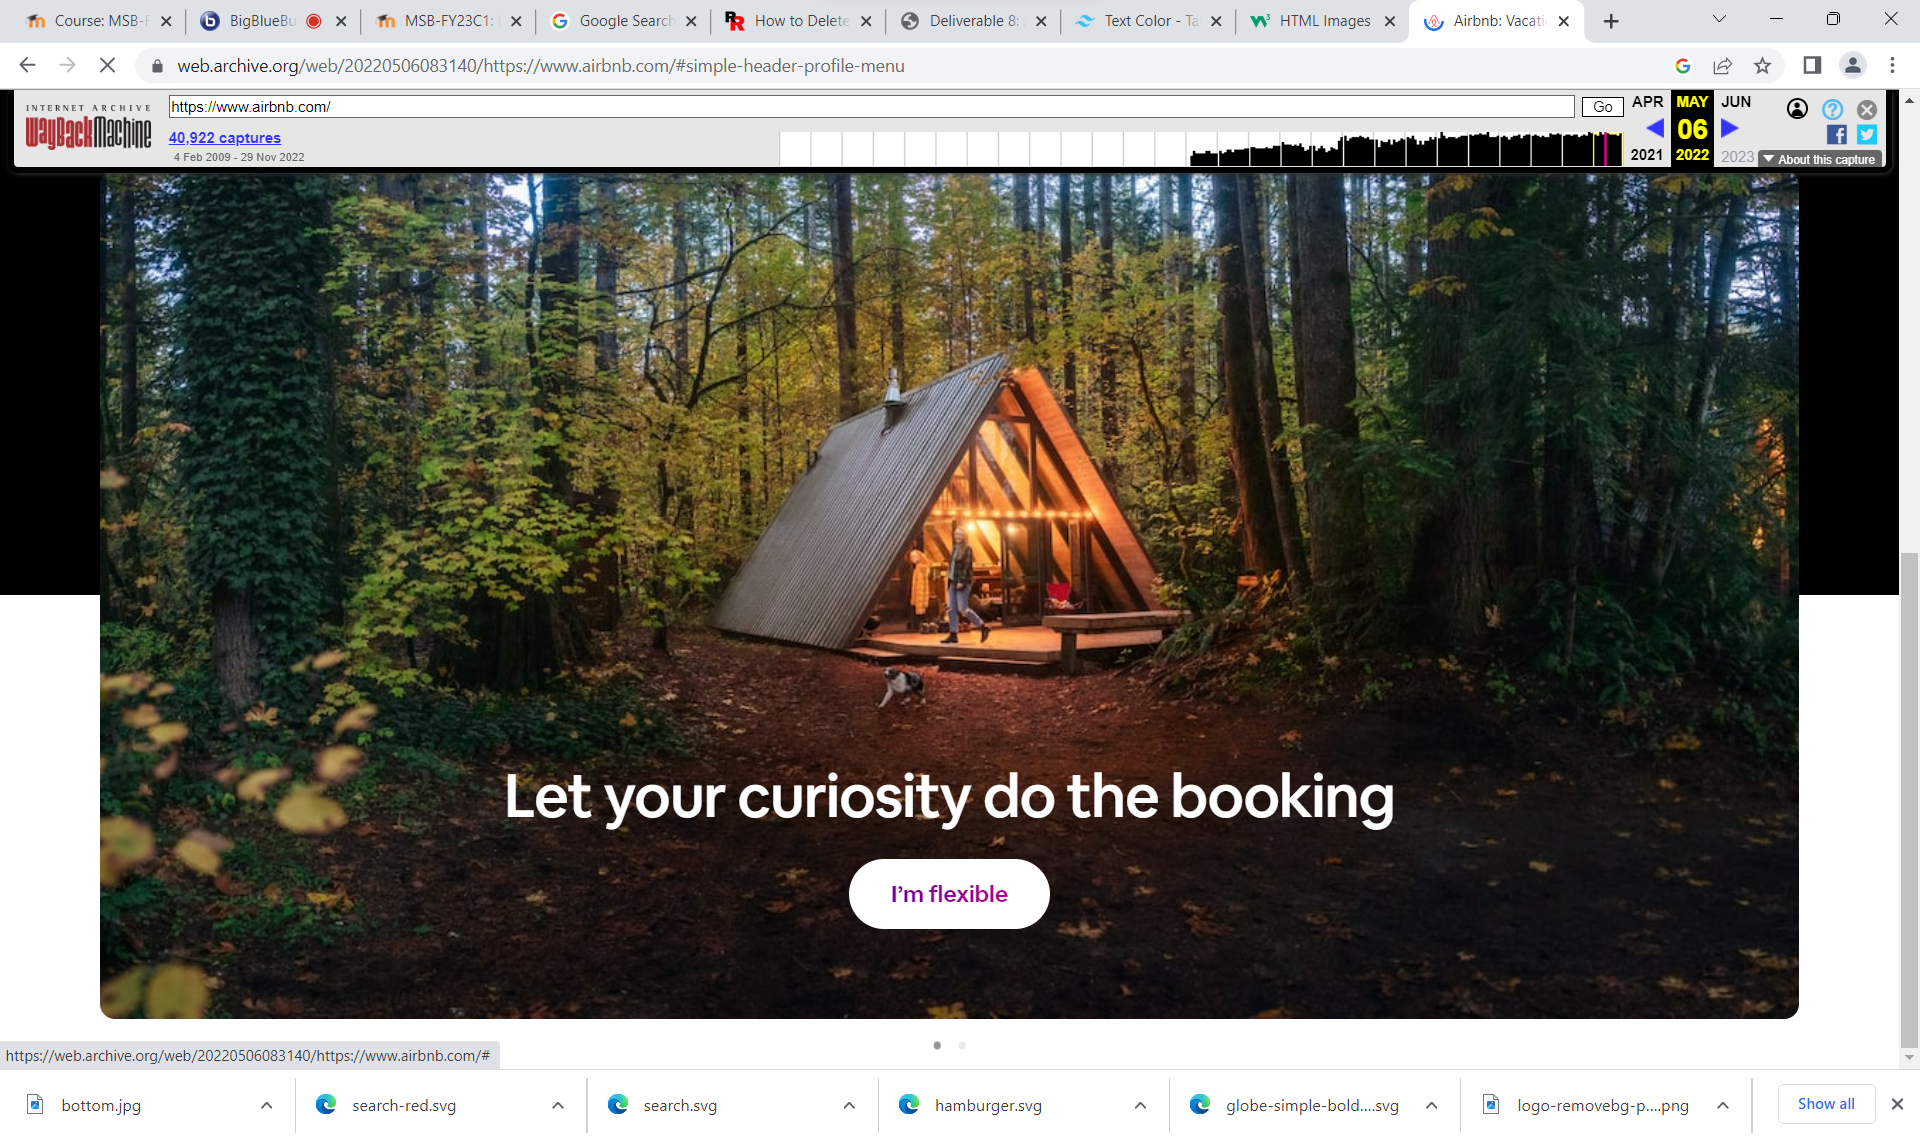 Course: MSB-F
BigBlueBu
MSB-FY23C1:
Google Search
How to Delete
Deliverable 8:
Text Color - Ta
HTML Images
Airbnb: Vacati
web.archive.org/web/20220506083140/https://www.airbnb.com/#simple-header-profile-menu
INTERNET ARCHIVE
WayBackMachine
https://www.airbnb.com/
Go
40,922 captures
4 Feb 2009 - 29 Nov 2022
APR MAY JUN
06
2021 2022 2023
About this capture
Let your curiosity do the booking
I'm flexible
https://web.archive.org/web/20220506083140/https://www.airbnb.com/#
bottom.jpg
search-red.svg
search.svg
hamburger.svg
globe-simple-bold....svg
logo-removebg-p....png
Show all